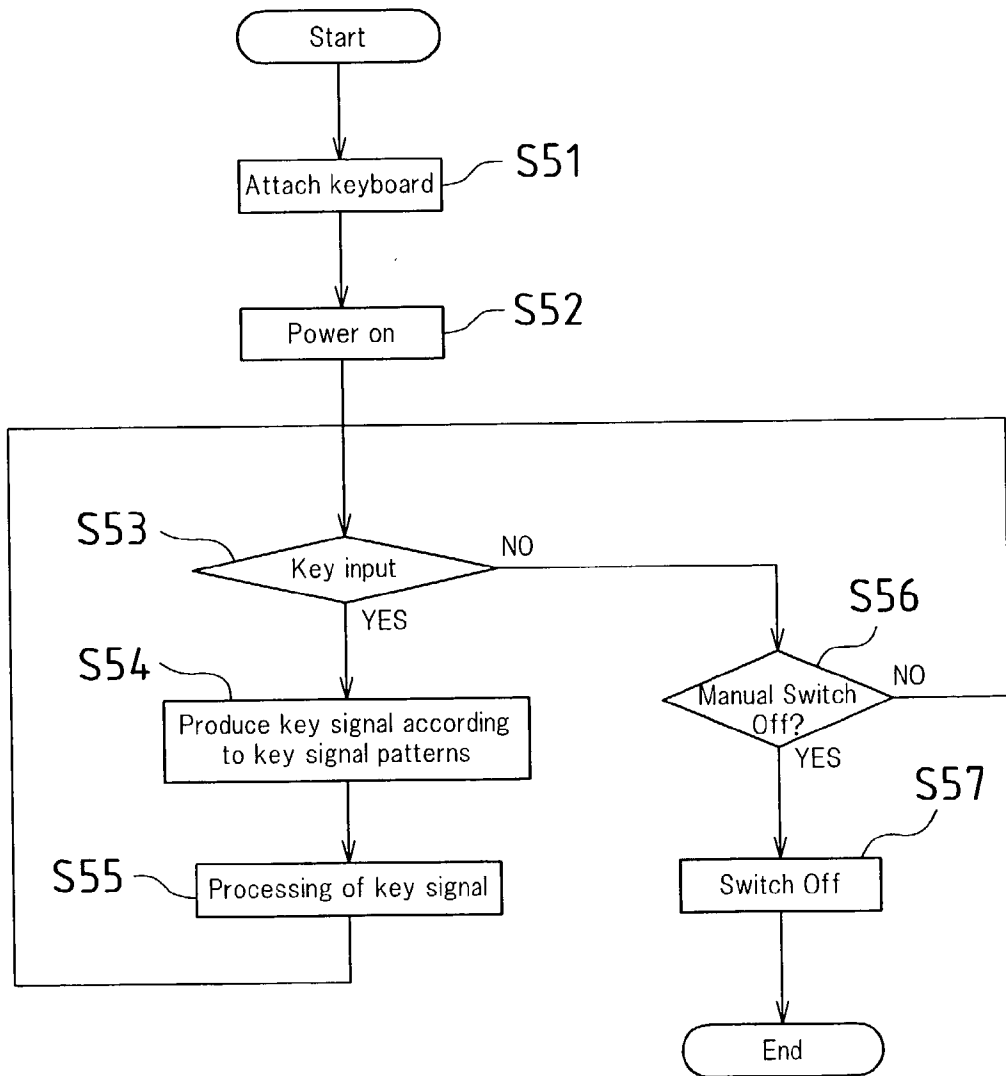 Start
S51
Attach keyboard
S52
Power on
S53
Key input
NO
YES
S54
Produce key signal according
to key signal patterns
S55
Processing of key signal
S56
Manual Switch
Off?
NO
YES
S57
Switch Off
End